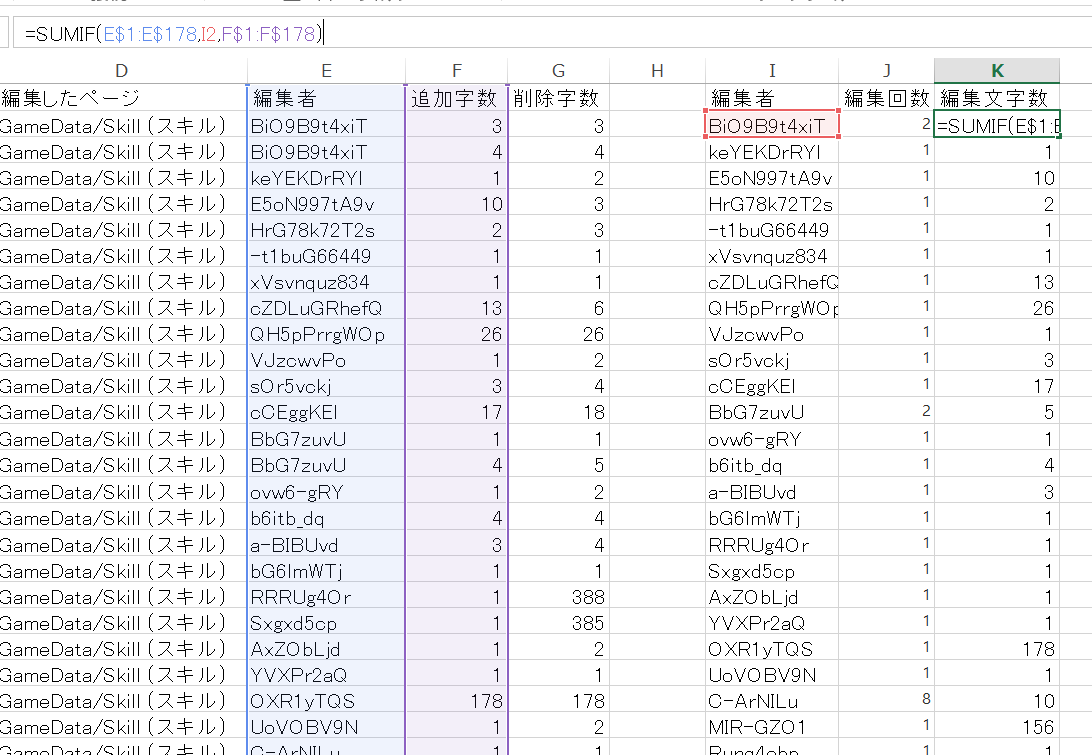 =SUMIF(E$1:E$178,I2,F$1:F$178)
D E F G H I J K
編集したページ 編集者 追加字数 削除字数 編集者 編集回数 編集文字数
GameData/Skill (スキル) BiO9B9t4xiT 3 3 BiO9B9t4xiT 2 =SUMIF(E$1:E
GameData/Skill (スキル) BiO9B9t4xiT 4 4 keYEKDrRYI 1 1
GameData/Skill (スキル) keYEKDrRYI 1 2 E5oN997tA9v 1 10
GameData/Skill (スキル) E5oN997tA9v 10 3 HrG78k72T2s 1 2
GameData/Skill (スキル) HrG78k72T2s 2 3 -t1buG66449 1 1
GameData/Skill (スキル) -t1buG66449 1 1 xVsvnquz834 1 1
GameData/Skill (スキル) xVsvnquz834 1 1 cZDLuGRhefQ 1 13
GameData/Skill (スキル) cZDLuGRhefQ 13 6 QH5pPrrgWOp 1 26
GameData/Skill (スキル) QH5pPrrgWOp 26 26 VJzcwvPo 1 1
GameData/Skill (スキル) VJzcwvPo 1 2 sOr5vckj 1 3
GameData/Skill (スキル) sOr5vckj 3 4 cCEggKEI 1 17
GameData/Skill (スキル) cCEggKEI 17 18 BbG7zuvU 2 5
GameData/Skill (スキル) BbG7zuvU 1 1 ovw6-gRY 1 1
GameData/Skill (スキル) BbG7zuvU 4 5 b6itb_dq 1 4
GameData/Skill (スキル) ovw6-gRY 1 2 a-BIBUvd 1 3
GameData/Skill (スキル) b6itb_dq 4 4 bG6ImWTj 1 1
GameData/Skill (スキル) a-BIBUvd 3 4 RRRUg4Or 1 1
GameData/Skill (スキル) bG6ImWTj 1 1 Sxgxd5cp 1 1
GameData/Skill (スキル) RRRUg4Or 1 388 AxZObLjd 1 1
GameData/Skill (スキル) Sxgxd5cp 1 385 YVXPr2aQ 1 1
GameData/Skill (スキル) AxZObLjd 1 2 OXR1yTQS 1 178
GameData/Skill (スキル) YVXPr2aQ 1 1 UoVOBV9N 1 1
GameData/Skill (スキル) OXR1yTQS 178 178 C-ArNILu 8 10
GameData/Skill (スキル) UoVOBV9N 1 2 MIR-GZO1 1 156
GameData/Skill (スキル) C-ArNILu 1 1 1 1